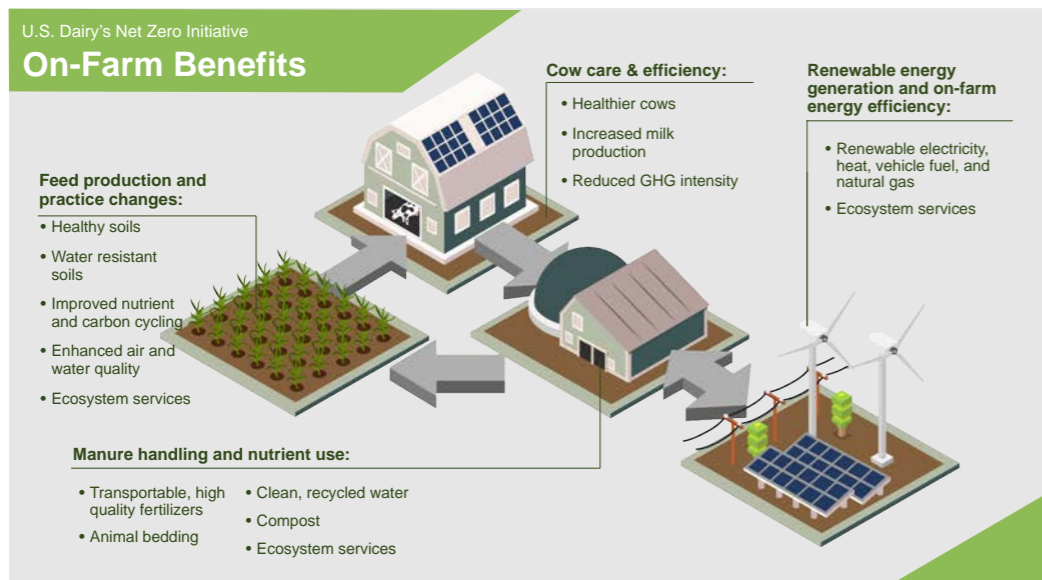 U.S. Dairy's Net Zero Initiative
On-Farm Benefits
Cow care & efficiency:
• Healthier cows
• Increased milk
production
• Reduced GHG intensity
Renewable energy
generation and on-farm
energy efficiency:
• Renewable electricity,
heat, vehicle fuel, and
natural gas
• Ecosystem services
Feed production and
practice changes:
• Healthy soils
• Water resistant
soils
• Improved nutrient
and carbon cycling
• Enhanced air and
water quality
• Ecosystem services
Manure handling and nutrient use:
• Transportable, high
quality fertilizers
• Animal bedding
• Clean, recycled water
• Compost
• Ecosystem services